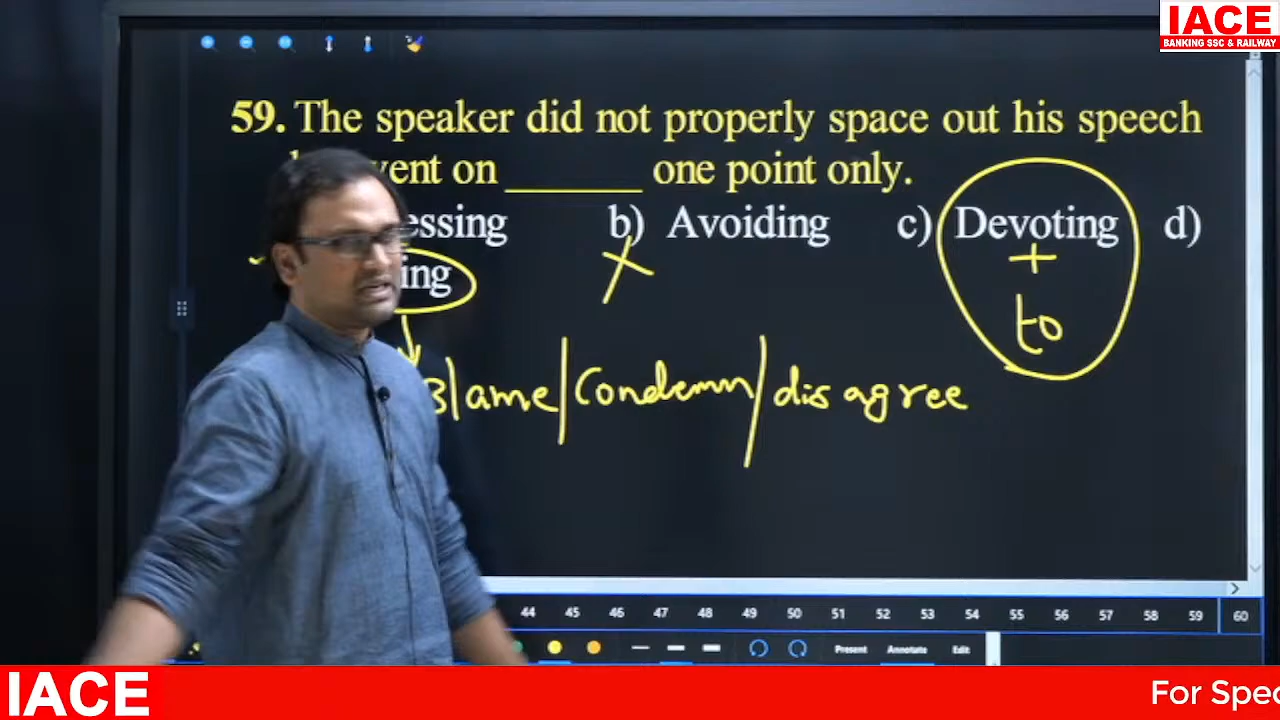 IACE
BANKING SSC & RAILWAY
59. The speaker did not properly space out his speech
went on ______ one point only.
essing b) Avoiding c) Devoting d)
ing
+
to
Blame/Condemn/disagree
44 45 46 47 48 49 50 51 52 53 54 55 56 57 58 59 60
Present Annotate Edit
IACE
For Spec